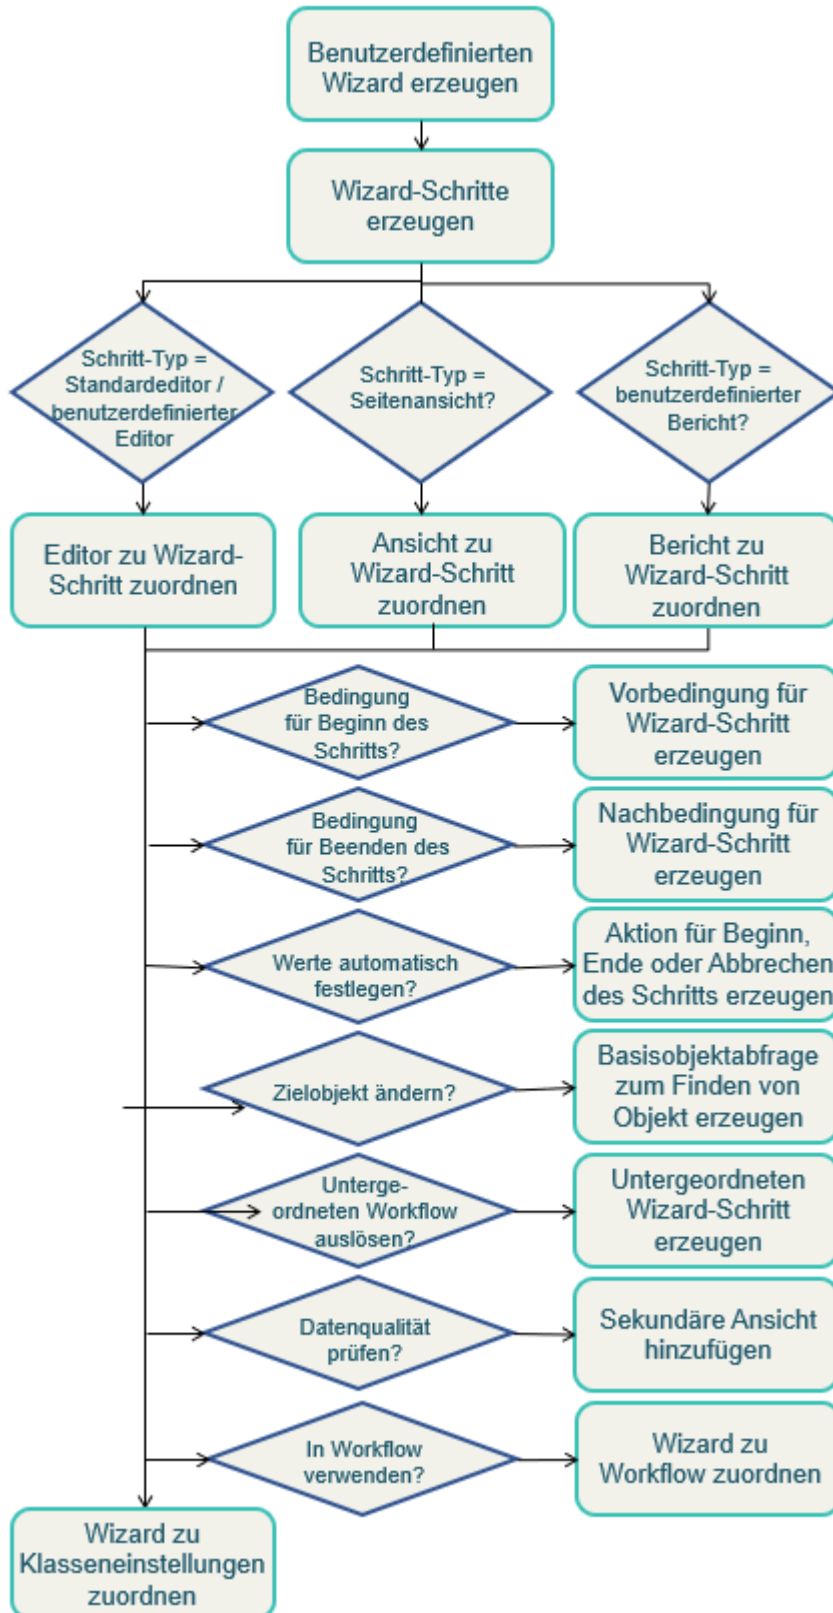 Benutzerdefinierten
Wizard erzeugen
Wizard-Schritte
erzeugen
Schritt-Typ =
Standardeditor /
benutzerdefinierter
Editor
Schritt-Typ =
Seitenansicht?
Schritt-Typ =
benutzerdefinierter
Bericht?
Editor zu Wizard-
Schritt zuordnen
Ansicht zu
Wizard-Schritt
zuordnen
Bericht zu
Wizard-Schritt
zuordnen
Bedingung
für Beginn des
Schritts?
Vorbedingung für
Wizard-Schritt
erzeugen
Bedingung
für Beenden des
Schritts?
Nachbedingung für
Wizard-Schritt
erzeugen
Werte automatisch
festlegen?
Aktion für Beginn,
Ende oder Abbrechen
des Schritts erzeugen
Zielobjekt ändern?
Basisobjektabfrage
zum Finden von
Objekt erzeugen
Unterge-
ordneten Workflow
auslösen?
Untergeordneten
Wizard-Schritt
erzeugen
Datenqualität
prüfen?
Sekundäre Ansicht
hinzufügen
In Workflow
verwenden?
Wizard zu
Workflow zuordnen
Wizard zu
Klasseneinstellungen
zuordnen